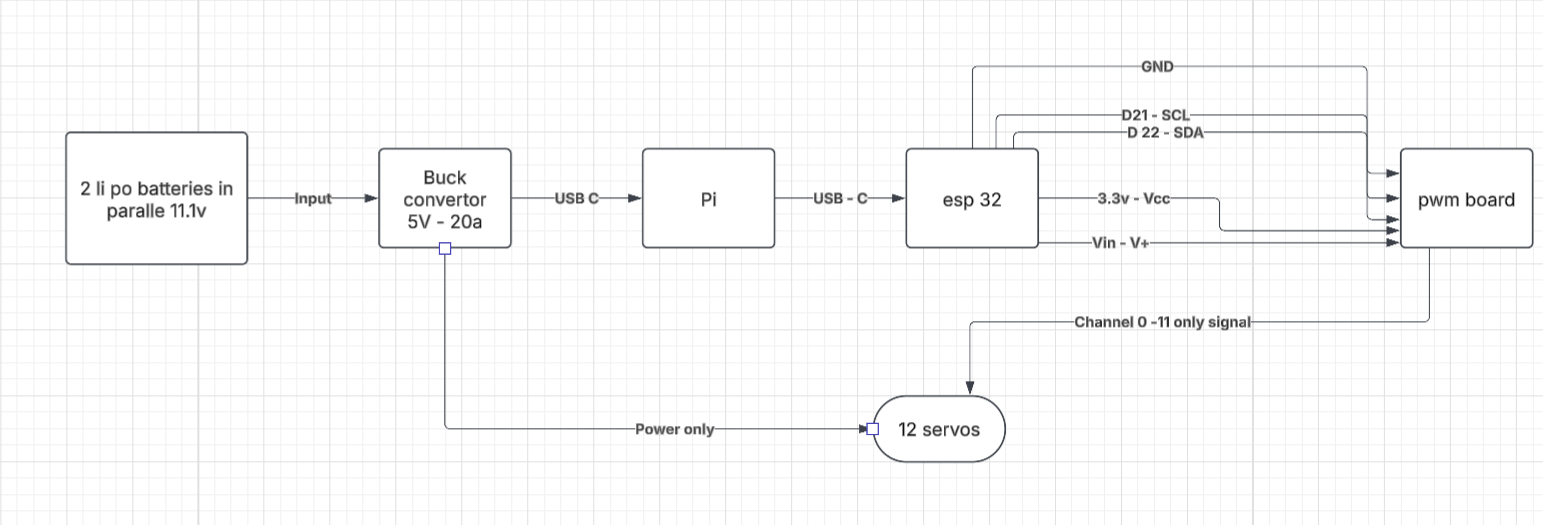 GND
D21 - SCL
D 22 - SDA
2 li po batteries in
paralle 11.1v
Input
Buck
convertor
5V - 20a
USB C
Pi
USB - C
esp 32
3.3v - Vcc
Vin - V+
pwm board
Channel 0 -11 only signal
Power only
12 servos